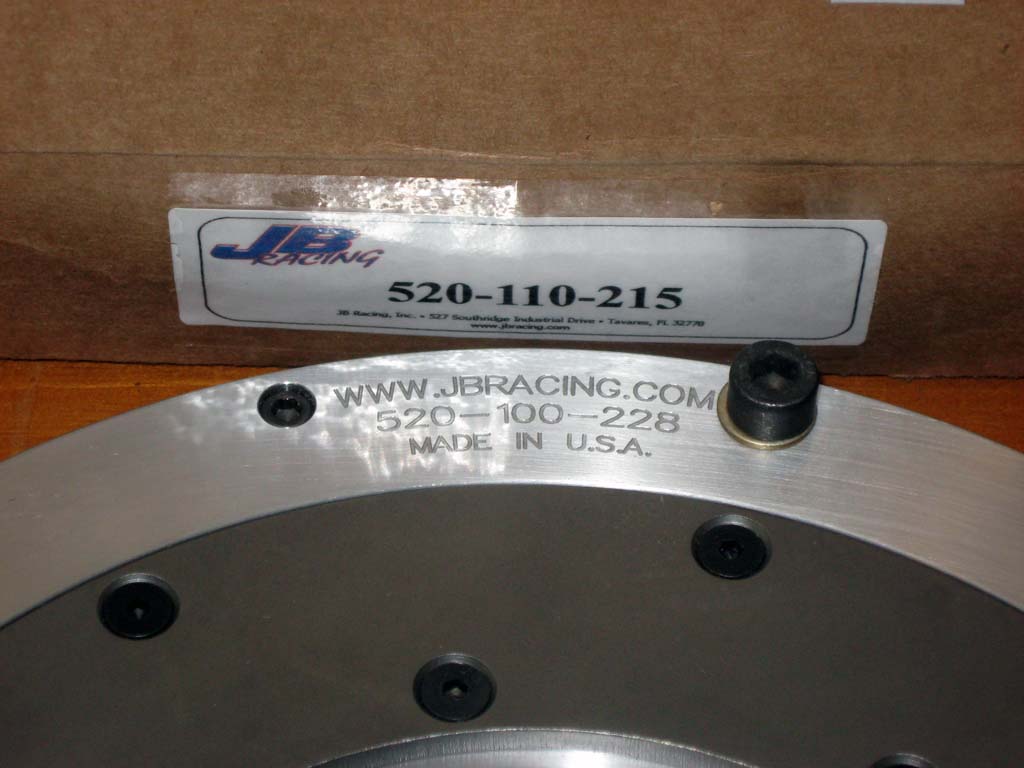 JB
RACING
520-110-215
JB Racing, Inc. • 527 Southridge Industrial Drive • Tavares, FL 32778
www.jbracing.com
WWW.JBRACING.COM
520-100-228
MADE IN U.S.A.